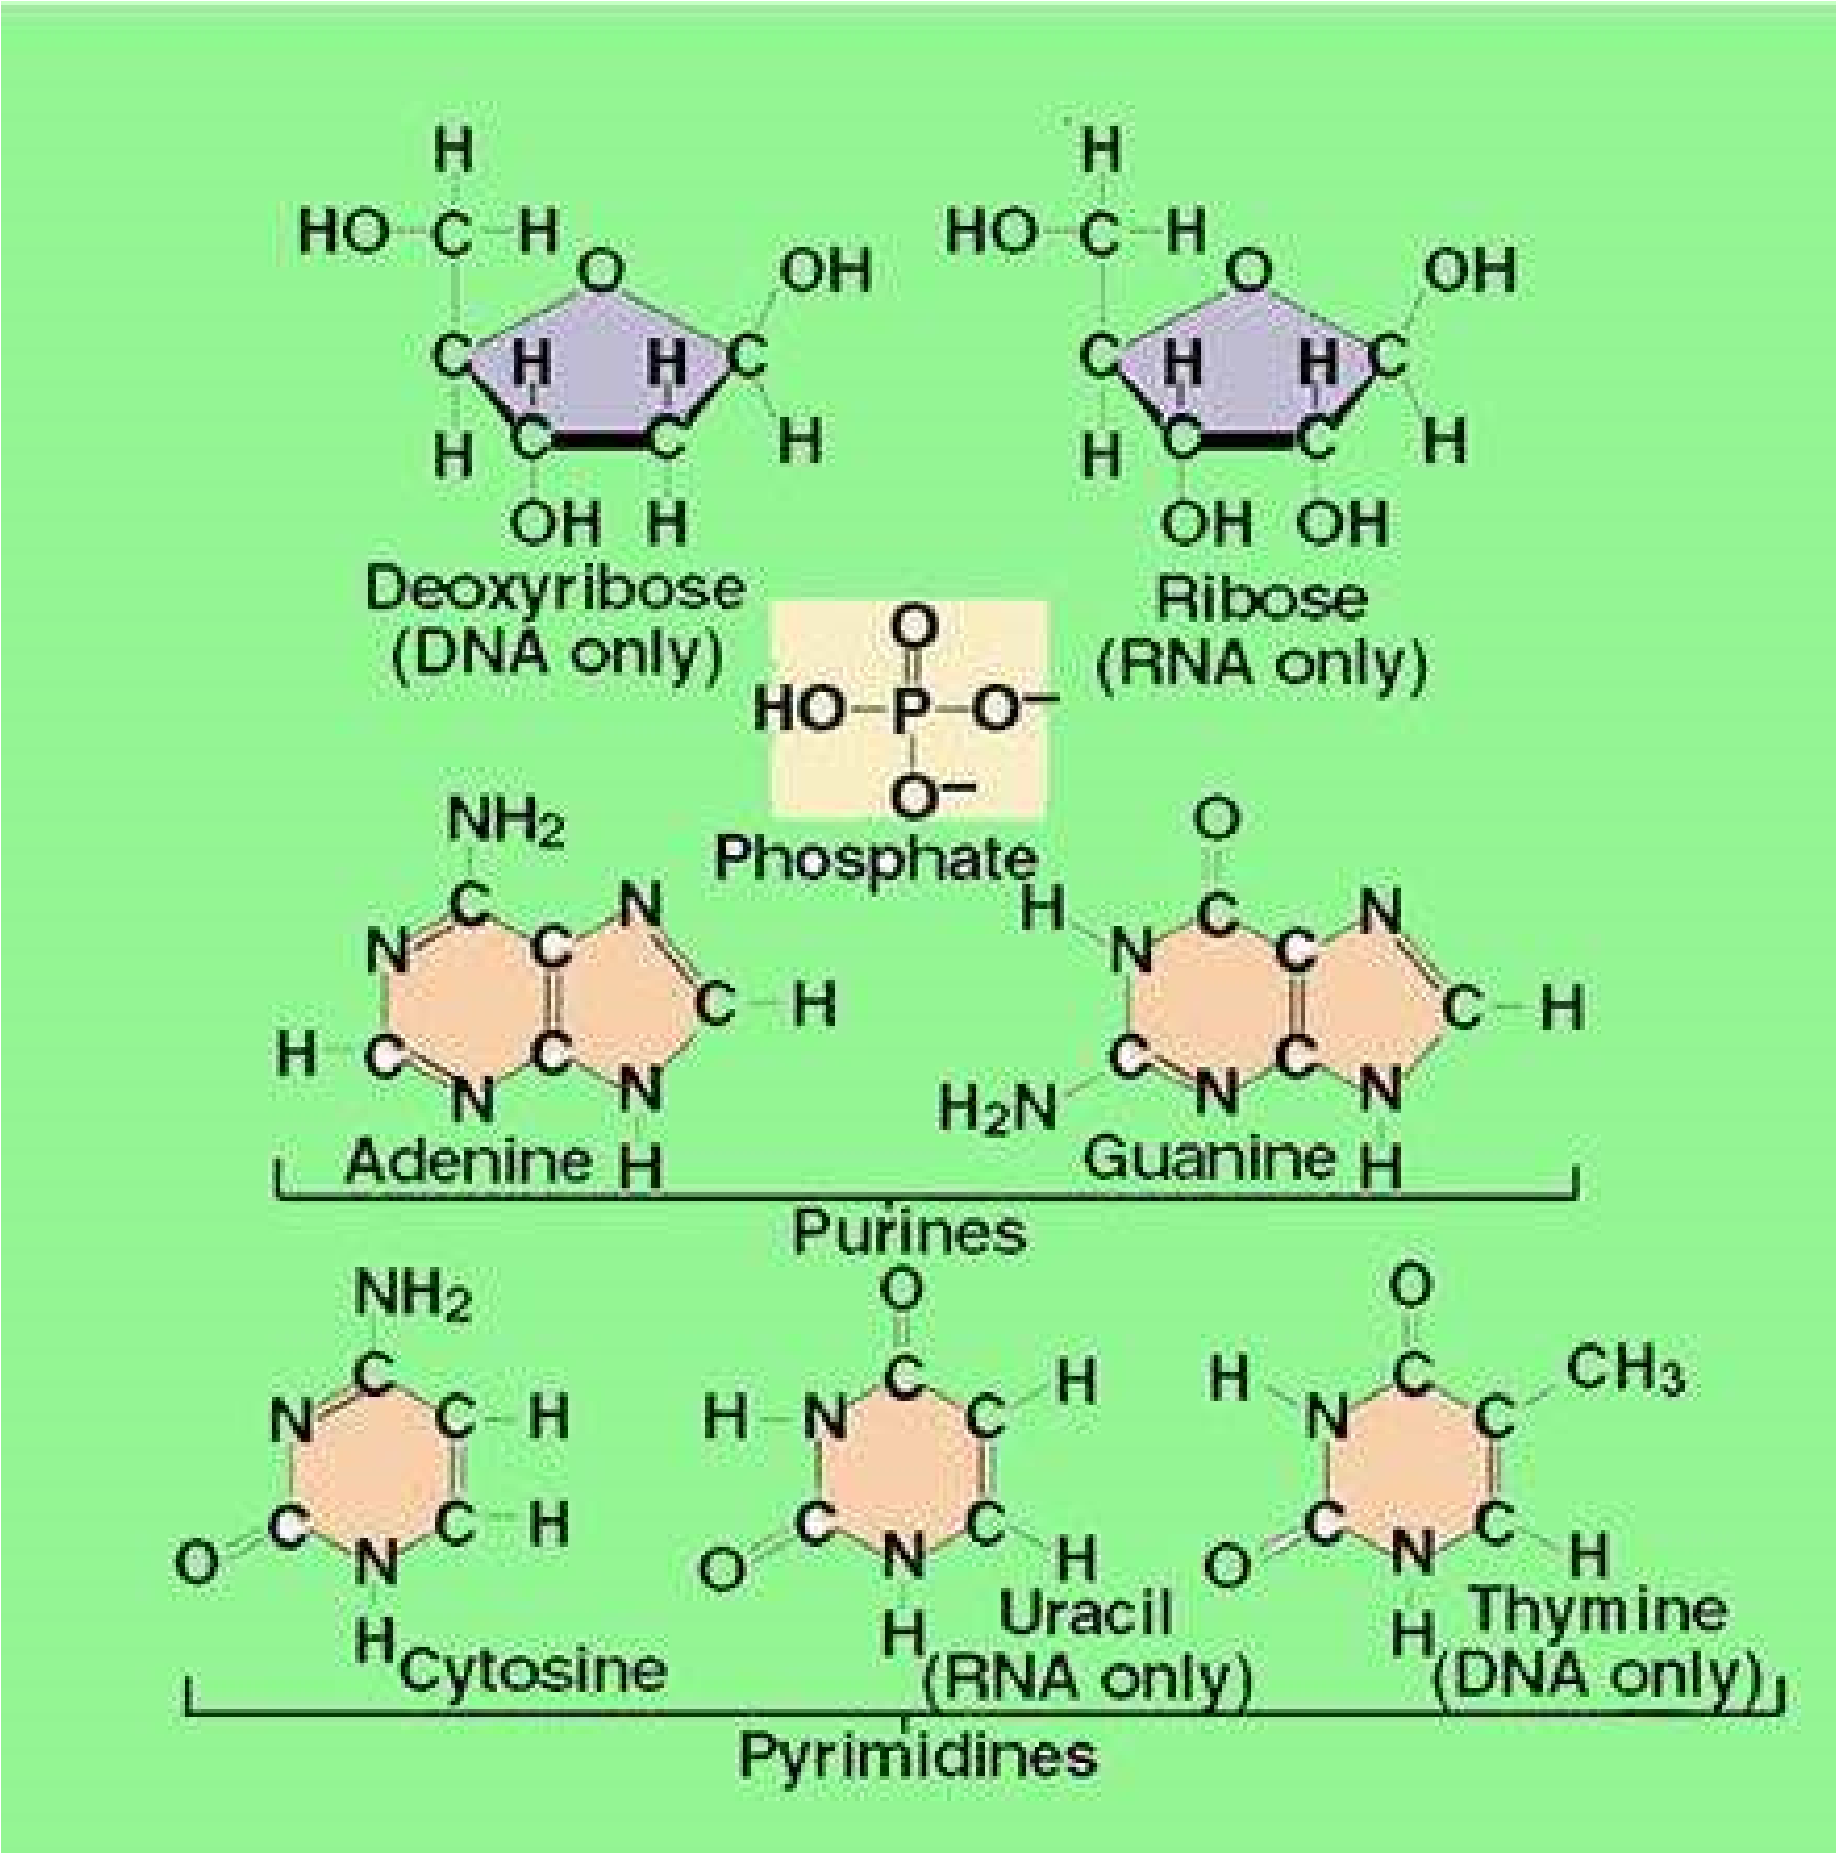 H H
HO C H O OH HO C H O OH
C H H C C H H C
H C C H H C C H
OH H OH OH
Deoxyribose
(DNA only)
Ribose
(RNA only)
O
HO P O−
O−
Phosphate
NH2
N C C N
C H
H C N C N
Adenine H
O
H N C C N
C H
C N C N
H2N
Guanine H
Purines
NH2
C
N C H
C C H
O N
H
Cytosine
O
C H
H N C
C C
O N H
H
Uracil
(RNA only)
O
H C CH3
N C
C C
O N H
H
Thymine
(DNA only)
Pyrimidines